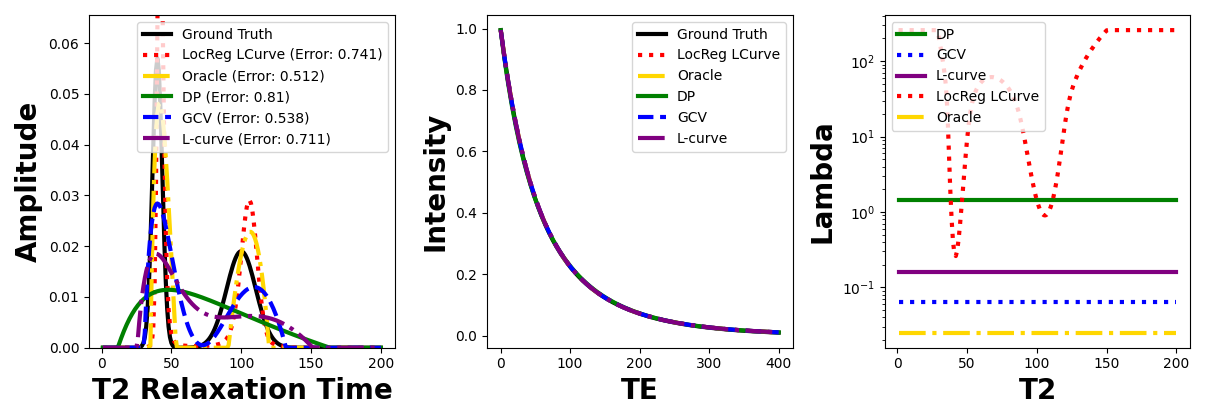 Amplitude
0.06
0.05
0.04
0.03
0.02
0.01
0.00
0
50
100
150
200
T2 Relaxation Time
Ground Truth
LocReg LCurve (Error: 0.741)
Oracle (Error: 0.512)
DP (Error: 0.81)
GCV (Error: 0.538)
L-curve (Error: 0.711)
Intensity
1.0
0.8
0.6
0.4
0.2
0.0
0
100
200
300
400
TE
Ground Truth
LocReg LCurve
Oracle
DP
GCV
L-curve
Lambda
10²
10¹
10⁰
10⁻¹
0
50
100
150
200
T2
DP
GCV
L-curve
LocReg LCurve
Oracle